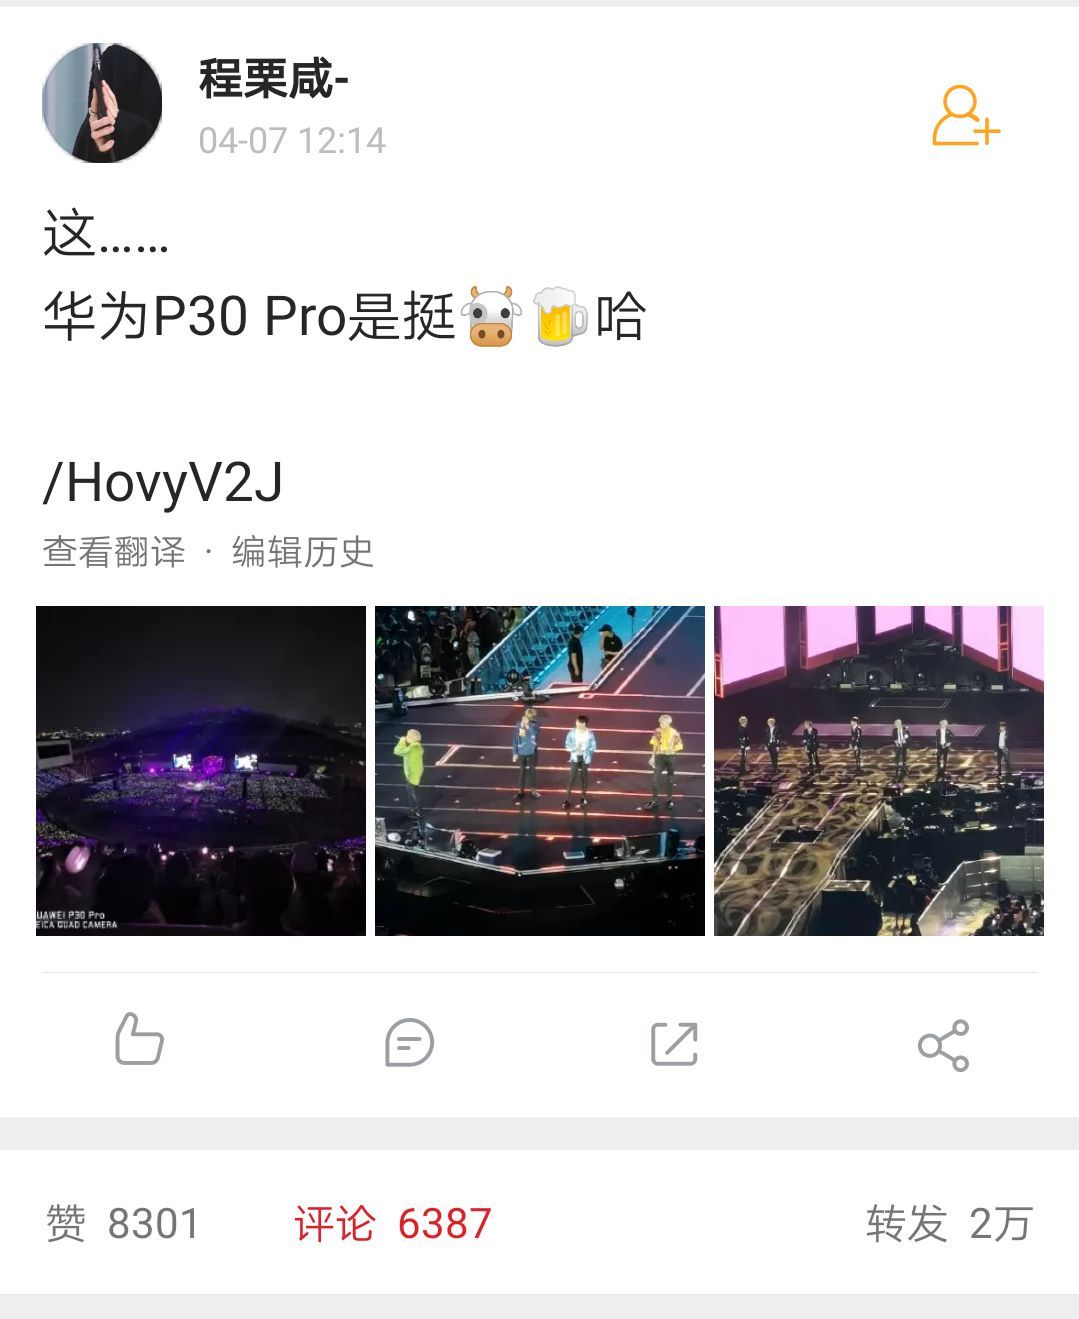 程栗咸-
04-07 12:14
这……
华为P30 Pro是挺🐮🍺哈
/HovyV2J
查看翻译 · 编辑历史
UAWEI P30 Pro
EICA QUAD CAMERA
赞 8301 评论 6387 转发 2万